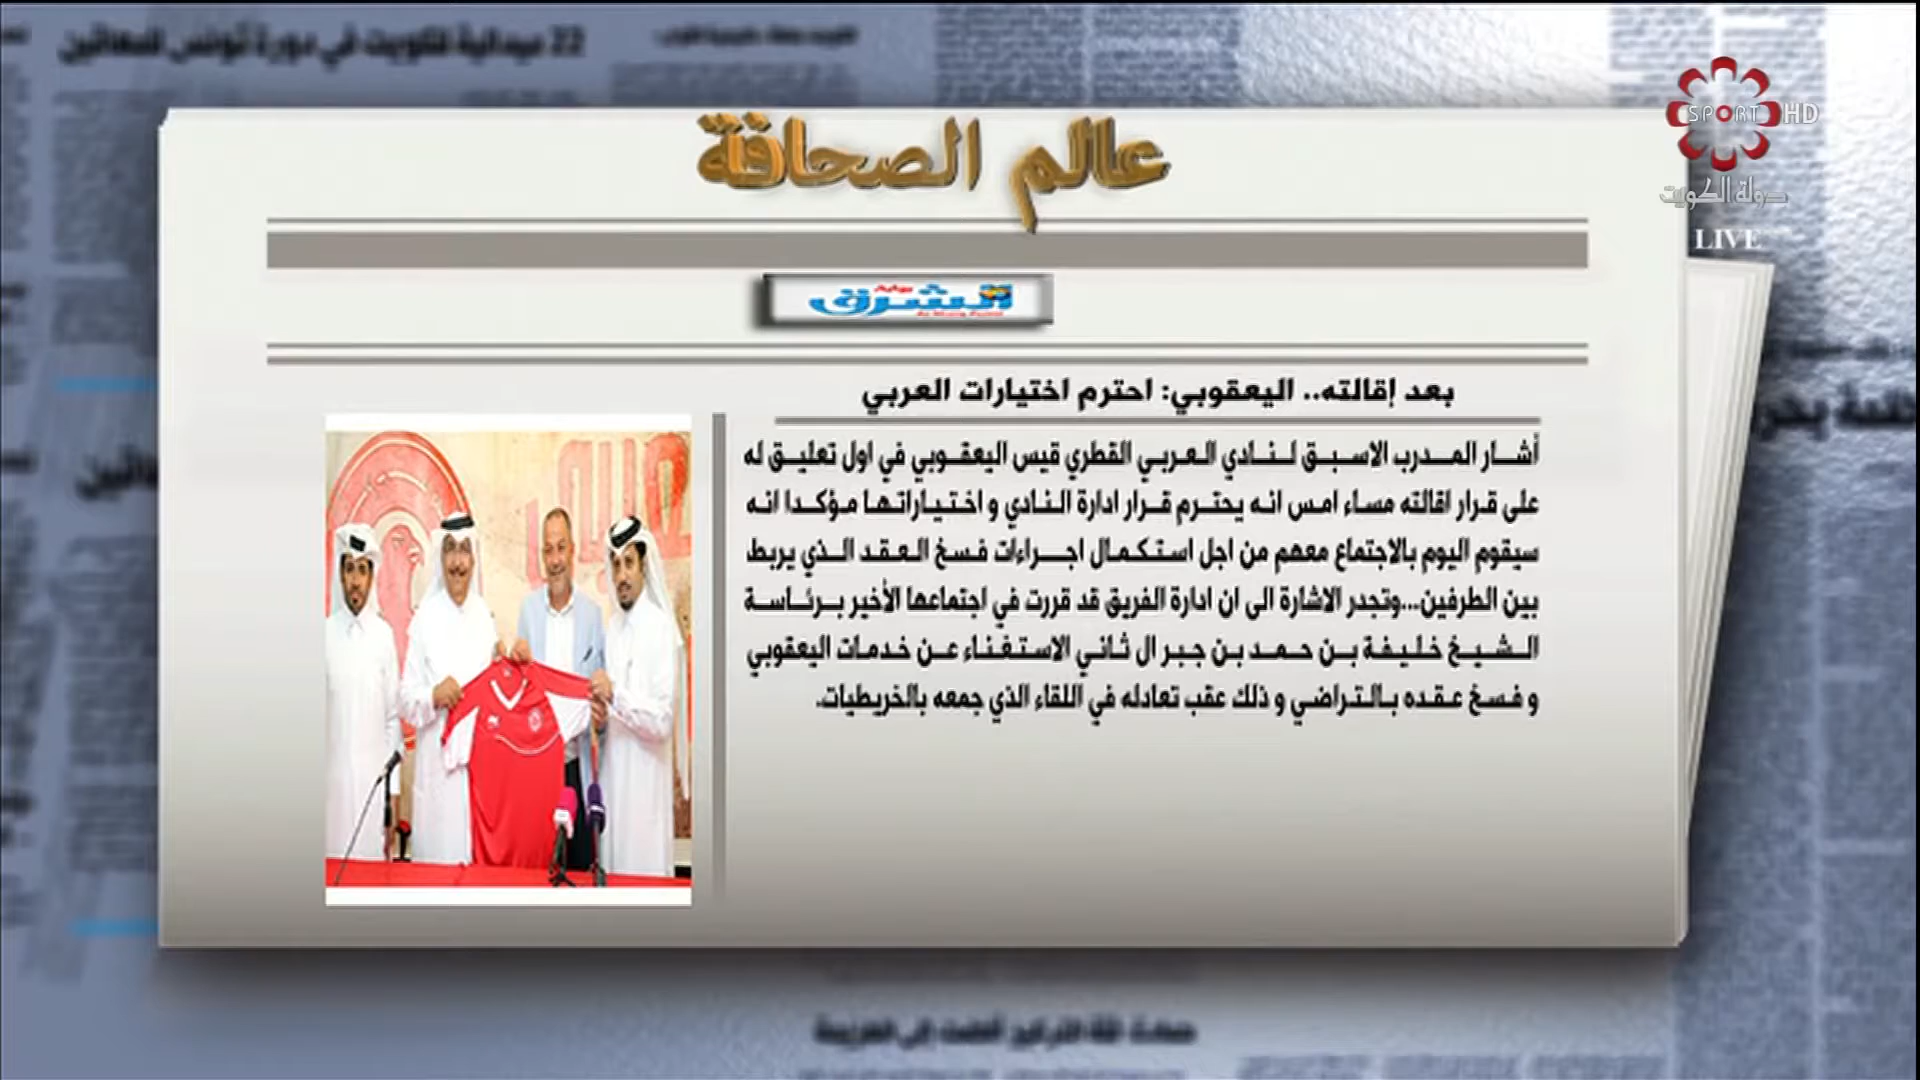 22 ميدالية للكويت في دورة تونس للمعاقين
عالم الصحافة
SPORT HD
دولة الكويت
LIVE
بوابة
الشرق
بعد إقالته.. اليعقوبي: احترم اختيارات العربي
أشار المدرب الاسبق لنادي العربي القطري قيس اليعقوبي في اول تعليق له
على قرار اقالته مساء امس انه يحترم قرار ادارة النادي و اختياراتها مؤكدا انه
سيقوم اليوم بالاجتماع معهم من اجل استكمال اجراءات فسخ العقد الذي يربط
بين الطرفين...وتجدر الاشارة الى ان ادارة الفريق قد قررت في اجتماعها الأخير برئاسة
الشيخ خليفة بن حمد بن جبر ال ثاني الاستغناء عن خدمات اليعقوبي
و فسخ عقده بالتراضي و ذلك عقب تعادله في اللقاء الذي جمعه بالخريطيات.